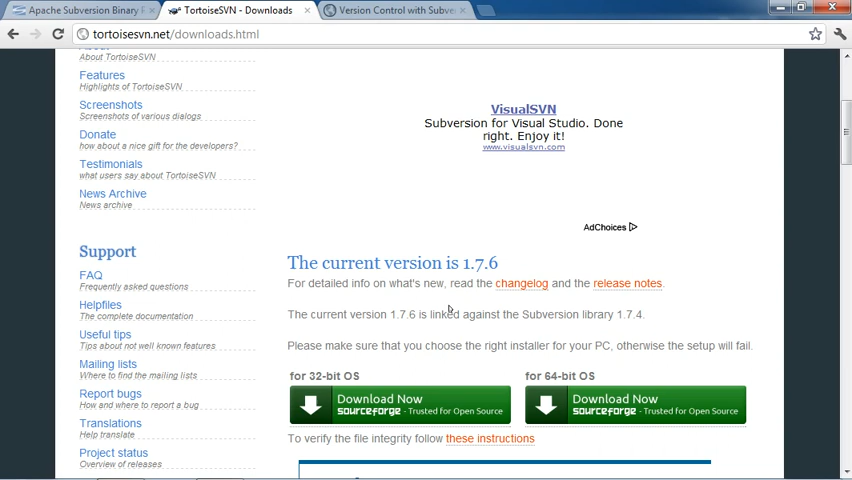 Apache Subversion Binary
TortoiseSVN - Downloads
Version Control with Subve
tortoisesvn.net/downloads.html
About
About TortoiseSVN
Features
Highlights of TortoiseSVN
Screenshots
Screenshots of various dialogs
Donate
how about a nice gift for the developers?
Testimonials
what users say about TortoiseSVN
News Archive
News archive
Support
FAQ
Frequently asked questions
Helpfiles
The complete documentation
Useful tips
Tips about not well known features
Mailing lists
Where to find the mailing lists
Report bugs
How and where to report a bug
Translations
Help translate
Project status
Overview of releases
VisualSVN
Subversion for Visual Studio. Done
right. Enjoy it!
www.visualsvn.com
AdChoices
The current version is 1.7.6
For detailed info on what's new, read the changelog and the release notes.
The current version 1.7.6 is linked against the Subversion library 1.7.4.
Please make sure that you choose the right installer for your PC, otherwise the setup will fail.
for 32-bit OS
Download Now
sourceforge - Trusted for Open Source
for 64-bit OS
Download Now
sourceforge - Trusted for Open Source
To verify the file integrity follow these instructions